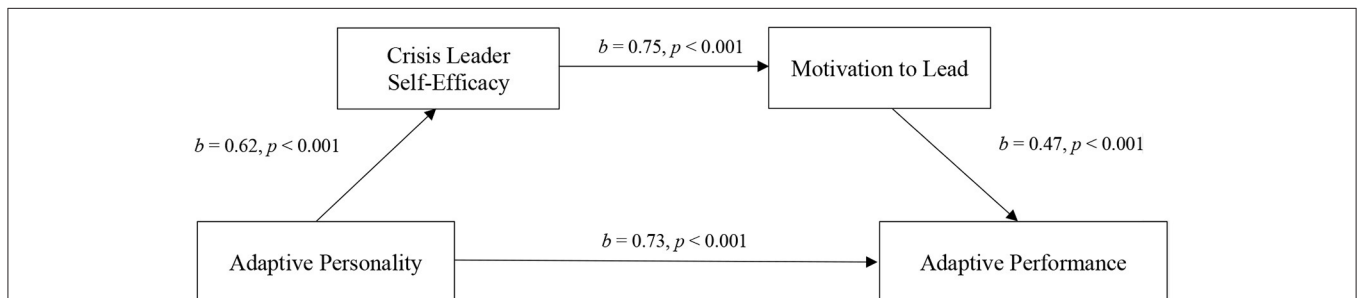 Crisis Leader
Self-Efficacy
b = 0.75, p < 0.001
Motivation to Lead
b = 0.62, p < 0.001
b = 0.47, p < 0.001
Adaptive Personality
b = 0.73, p < 0.001
Adaptive Performance